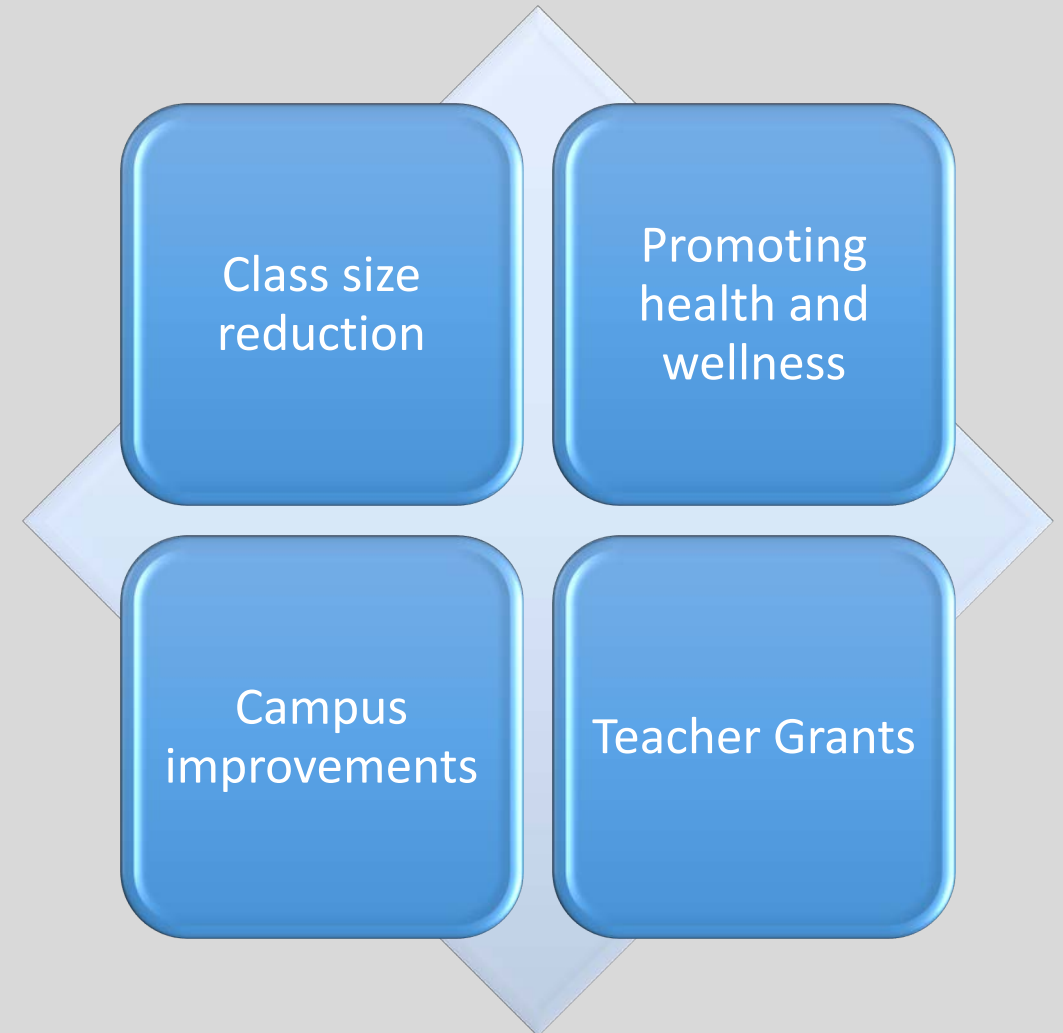 Class size
reduction
Promoting
health and
wellness
Campus
improvements
Teacher Grants